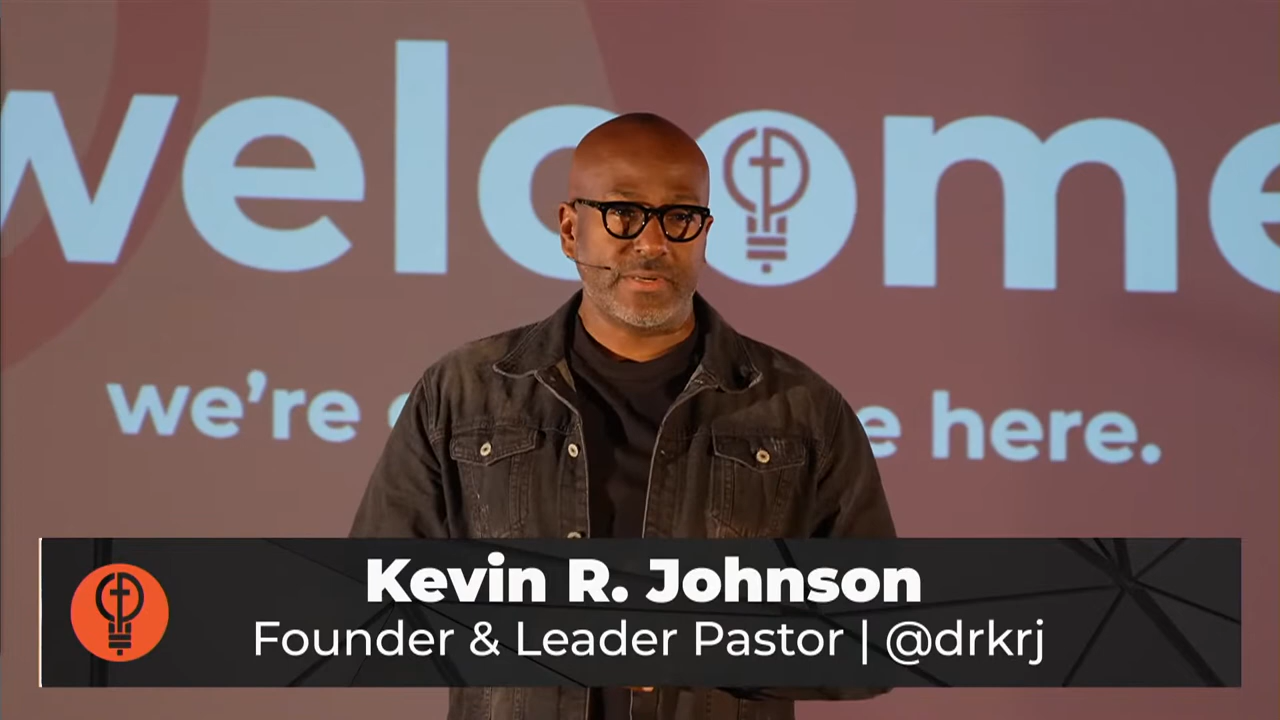 welcome
we're e here.
Kevin R. Johnson
Founder & Leader Pastor | @drkrj